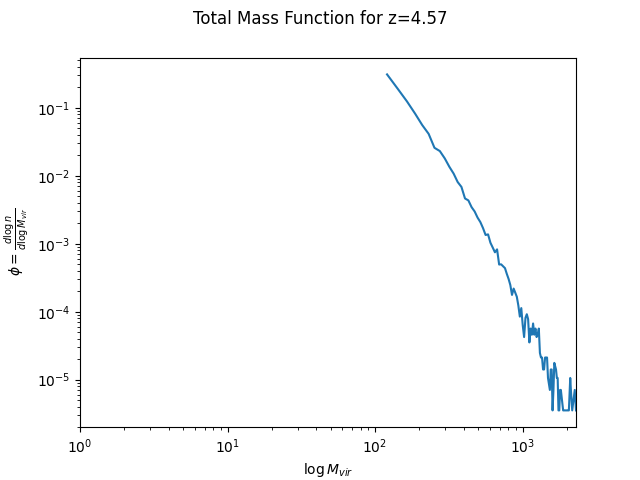 Total Mass Function for z=4.57
10⁻¹
10⁻²
10⁻³
10⁻⁴
10⁻⁵
ϕ = d log n / d log M_vir
10⁰ 10¹ 10² 10³
log M_vir